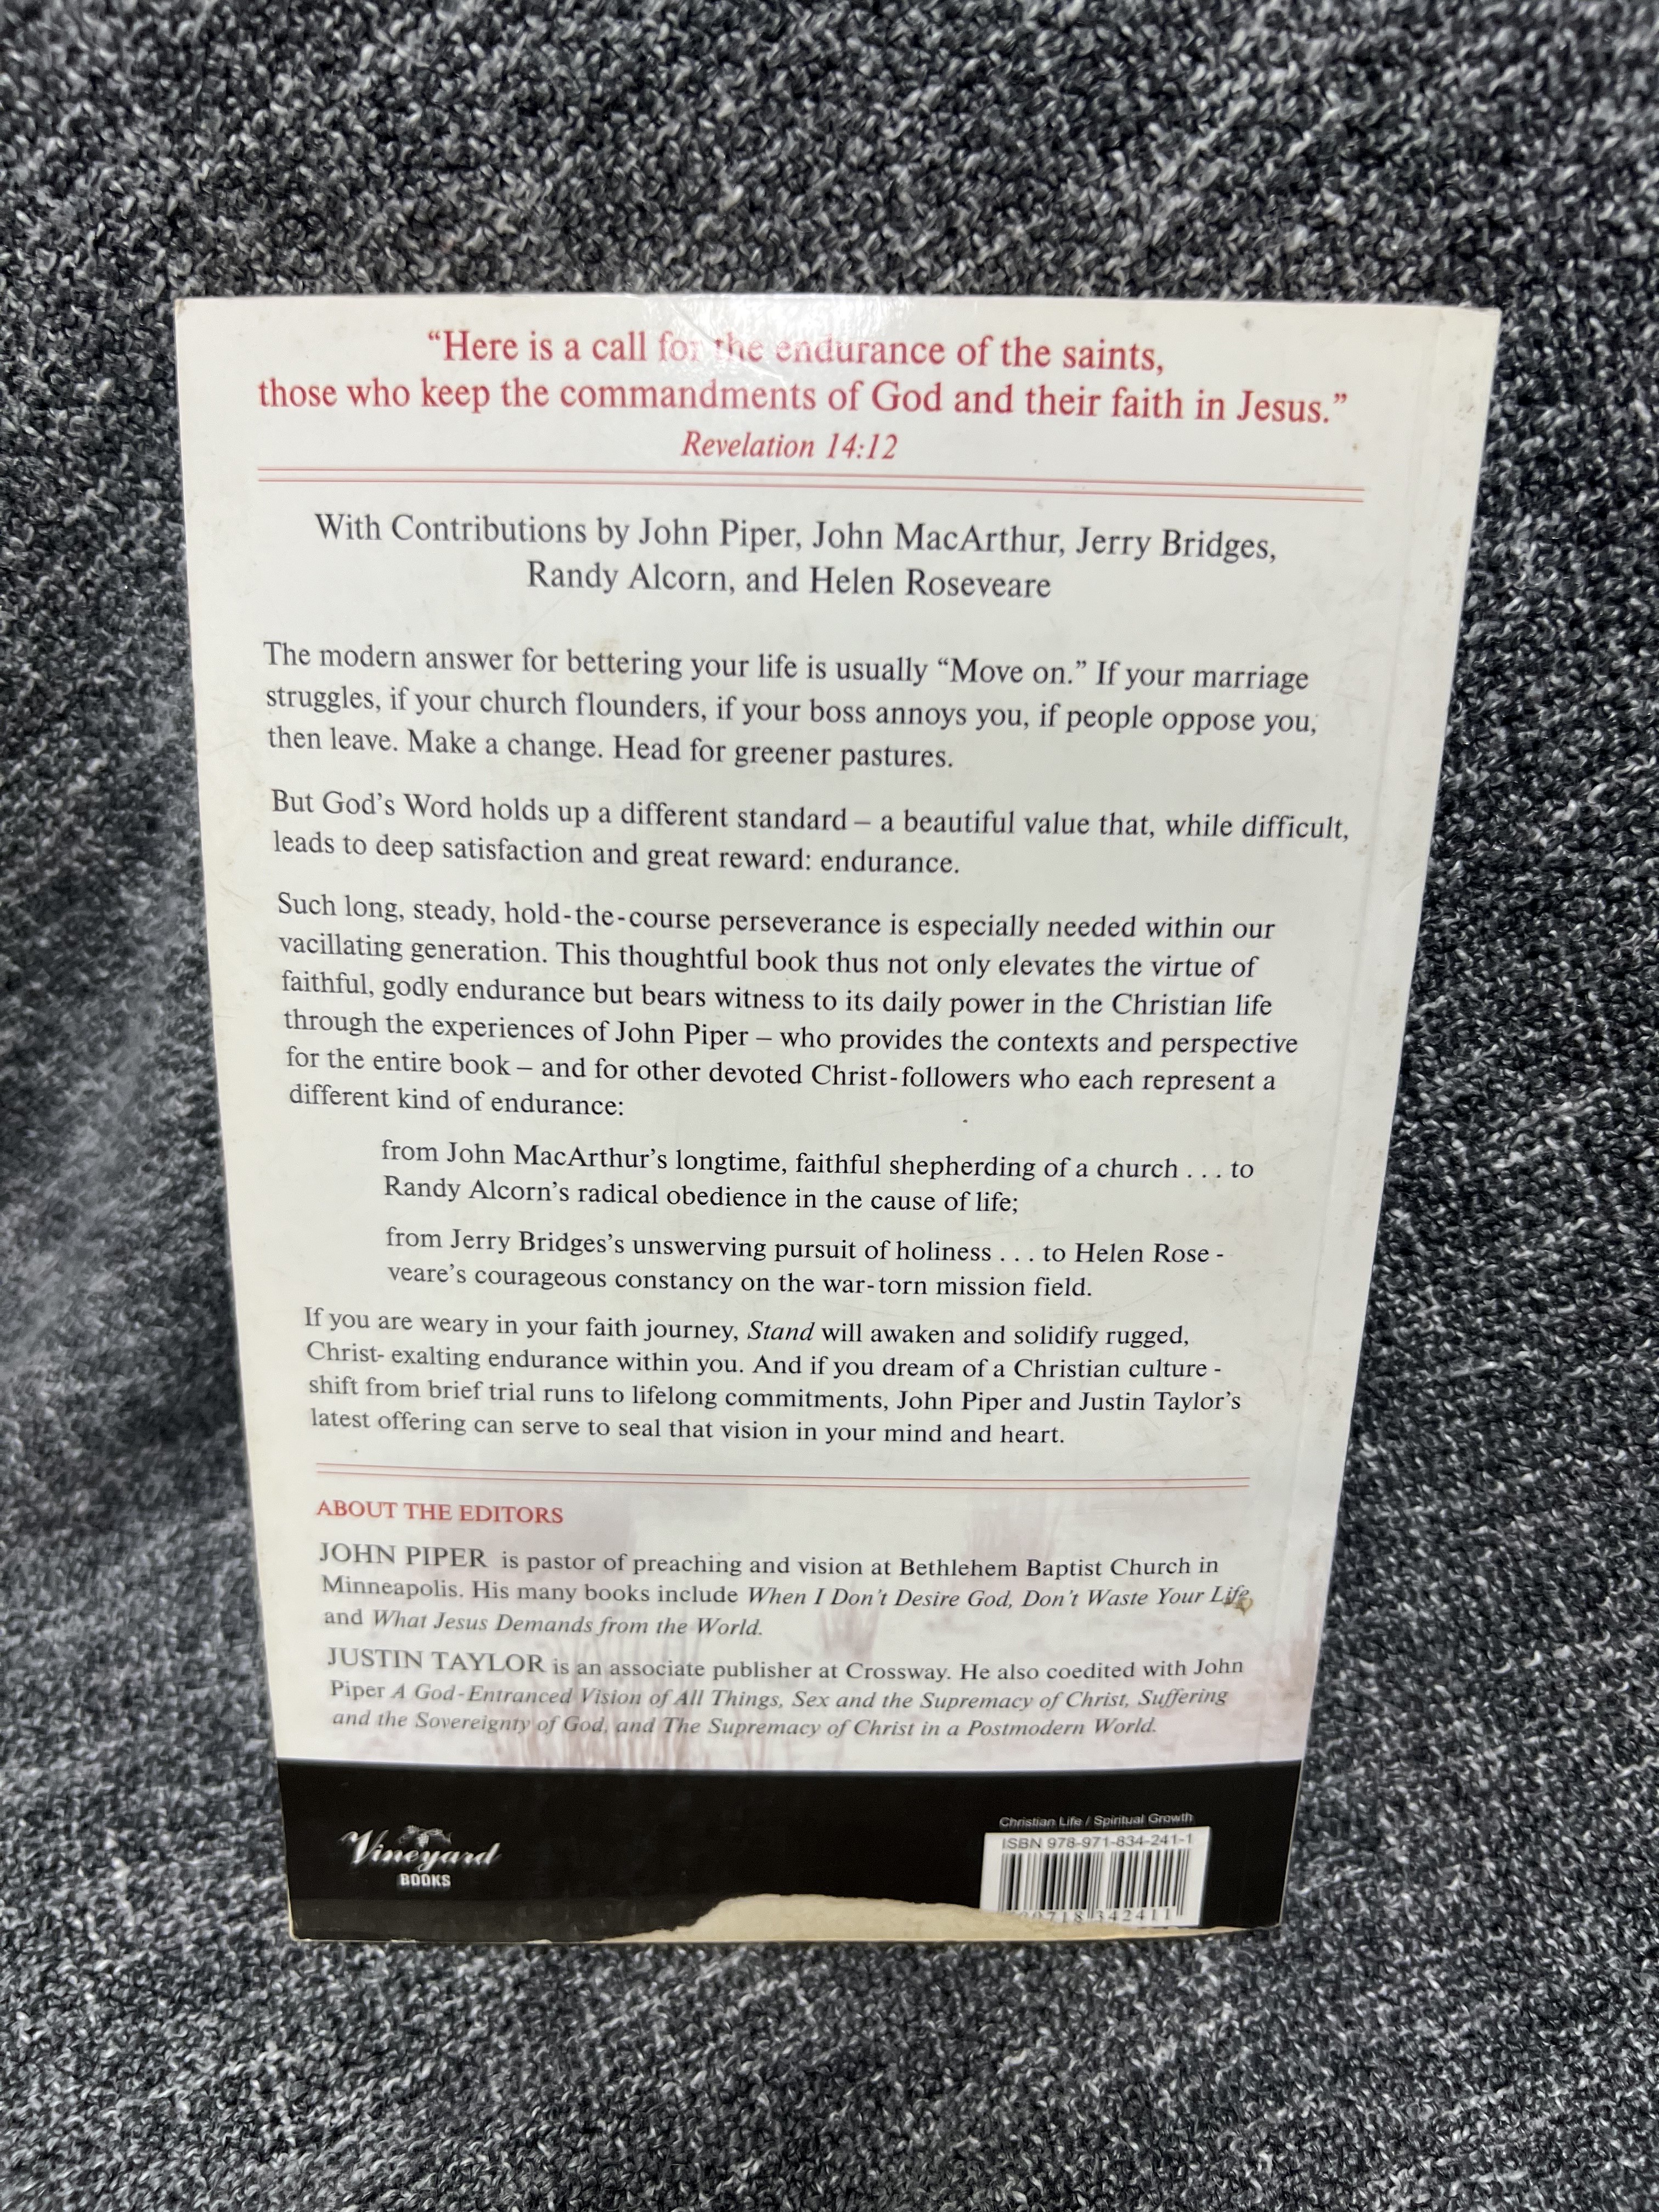 “Here is a call for the endurance of the saints,
those who keep the commandments of God and their faith in Jesus.”
Revelation 14:12
With Contributions by John Piper, John MacArthur, Jerry Bridges,
Randy Alcorn, and Helen Roseveare
The modern answer for bettering your life is usually “Move on.” If your marriage
struggles, if your church flounders, if your boss annoys you, if people oppose you,
then leave. Make a change. Head for greener pastures.
But God’s Word holds up a different standard – a beautiful value that, while difficult,
leads to deep satisfaction and great reward: endurance.
Such long, steady, hold-the-course perseverance is especially needed within our
vacillating generation. This thoughtful book thus not only elevates the virtue of
faithful, godly endurance but bears witness to its daily power in the Christian life
through the experiences of John Piper – who provides the contexts and perspective
for the entire book – and for other devoted Christ-followers who each represent a
different kind of endurance:
from John MacArthur’s longtime, faithful shepherding of a church . . . to
Randy Alcorn’s radical obedience in the cause of life;
from Jerry Bridges’s unswerving pursuit of holiness . . . to Helen Rose -
veare’s courageous constancy on the war-torn mission field.
If you are weary in your faith journey, Stand will awaken and solidify rugged,
Christ- exalting endurance within you. And if you dream of a Christian culture -
shift from brief trial runs to lifelong commitments, John Piper and Justin Taylor’s
latest offering can serve to seal that vision in your mind and heart.
ABOUT THE EDITORS
JOHN PIPER is pastor of preaching and vision at Bethlehem Baptist Church in
Minneapolis. His many books include When I Don’t Desire God, Don’t Waste Your Life,
and What Jesus Demands from the World.
JUSTIN TAYLOR is an associate publisher at Crossway. He also coedited with John
Piper A God-Entranced Vision of All Things, Sex and the Supremacy of Christ, Suffering
and the Sovereignty of God, and The Supremacy of Christ in a Postmodern World.
Vineyard
BOOKS
Christian Life / Spiritual Growth
ISBN 978-971-834-241-1
718 342411